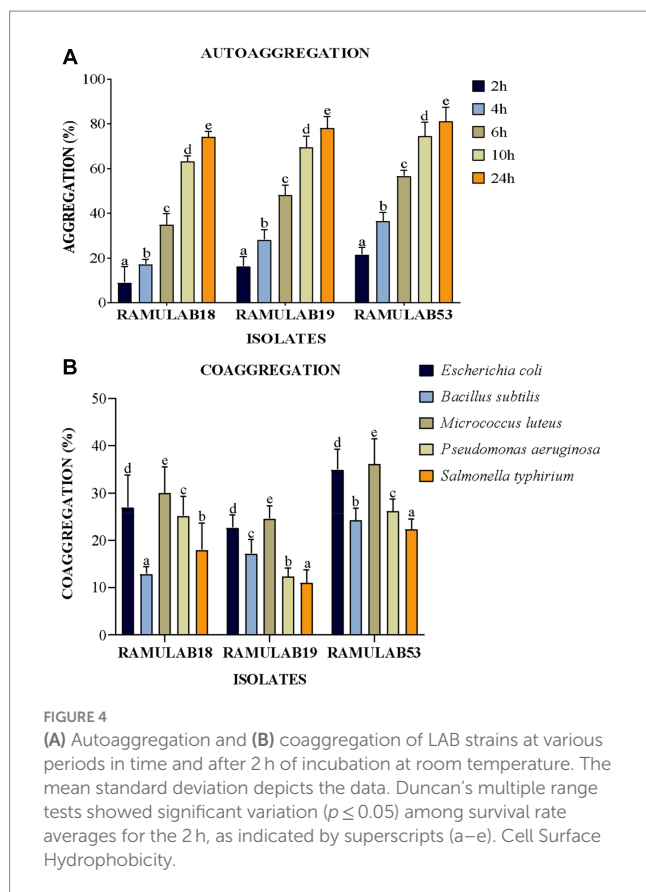 A
AUTOAGGREGATION
AGGREGATION (%)
100
80
60
40
20
0
a b c d e
a b c d e
a b c d e
2h
4h
6h
10h
24h
RAMULAB18 RAMULAB19 RAMULAB53
ISOLATES
B
COAGGREGATION
COAGGREGATION (%)
50
40
30
20
10
0
d a e c b
d c e b a
d b e c a
Escherichia coli
Bacillus subtilis
Micrococcus luteus
Pseudomonas aeruginosa
Salmonella typhirium
RAMULAB18 RAMULAB19 RAMULAB53
ISOLATES
FIGURE 4
(A) Autoaggregation and (B) coaggregation of LAB strains at various
periods in time and after 2 h of incubation at room temperature. The
mean standard deviation depicts the data. Duncan’s multiple range
tests showed significant variation (p ≤ 0.05) among survival rate
averages for the 2 h, as indicated by superscripts (a–e). Cell Surface
Hydrophobicity.